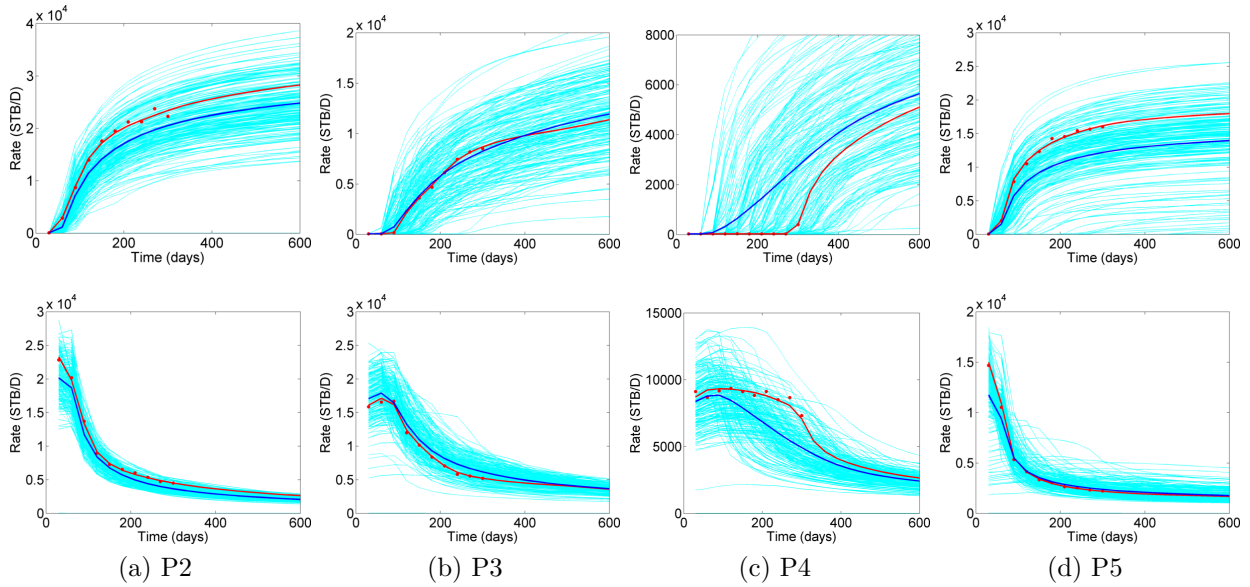 x 10^4
4
3
2
1
0
Rate (STB/D)
200 400 600
Time (days)
x 10^4
2
1.5
1
0.5
0
Rate (STB/D)
200 400 600
Time (days)
8000
6000
4000
2000
0
Rate (STB/D)
200 400 600
Time (days)
x 10^4
3
2.5
2
1.5
1
0.5
0
Rate (STB/D)
200 400 600
Time (days)
x 10^4
3
2.5
2
1.5
1
0.5
0
Rate (STB/D)
0 200 400 600
Time (days)
x 10^4
3
2.5
2
1.5
1
0.5
0
Rate (STB/D)
0 200 400 600
Time (days)
15000
10000
5000
0
Rate (STB/D)
0 200 400 600
Time (days)
x 10^4
2
1.5
1
0.5
0
Rate (STB/D)
0 200 400 600
Time (days)
(a) P2
(b) P3
(c) P4
(d) P5